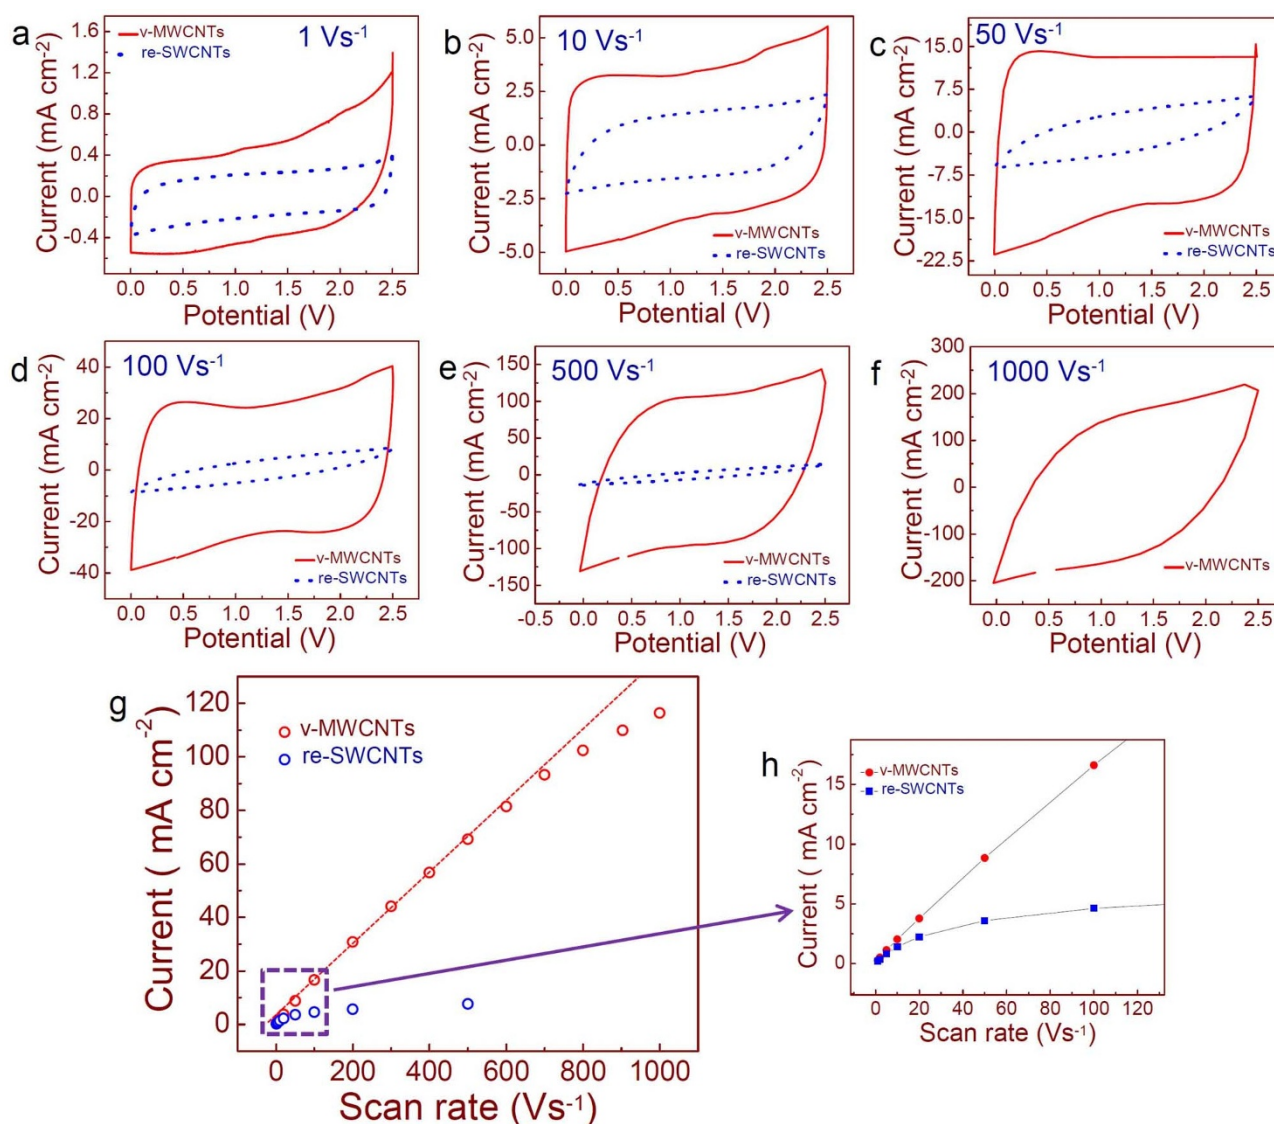 a
1 Vs-1
v-MWCNTs
re-SWCNTs
1.6
1.2
0.8
0.4
0.0
-0.4
Current (mA cm-2)
0.0 0.5 1.0 1.5 2.0 2.5
Potential (V)
b
10 Vs-1
5.0
2.5
0.0
-2.5
-5.0
Current (mA cm-2)
v-MWCNTs
re-SWCNTs
0.0 0.5 1.0 1.5 2.0 2.5
Potential (V)
c
50 Vs-1
15.0
7.5
0.0
-7.5
-15.0
-22.5
Current (mA cm-2)
v-MWCNTs
re-SWCNTs
0.0 0.5 1.0 1.5 2.0 2.5
Potential (V)
d
100 Vs-1
40
20
0
-20
-40
Current (mA cm-2)
v-MWCNTs
re-SWCNTs
0.0 0.5 1.0 1.5 2.0 2.5
Potential (V)
e
500 Vs-1
150
100
50
0
-50
-100
-150
Current (mA cm-2)
v-MWCNTs
re-SWCNTs
-0.5 0.0 0.5 1.0 1.5 2.0 2.5
Potential (V)
f
1000 Vs-1
300
200
100
0
-100
-200
Current (mA cm-2)
v-MWCNTs
0.0 0.5 1.0 1.5 2.0 2.5
Potential (V)
g
v-MWCNTs
re-SWCNTs
120
100
80
60
40
20
0
Current ( mA cm-2)
0 200 400 600 800 1000
Scan rate (Vs-1)
h
v-MWCNTs
re-SWCNTs
15
10
5
0
Current ( mA cm-2)
0 20 40 60 80 100 120
Scan rate (Vs-1)